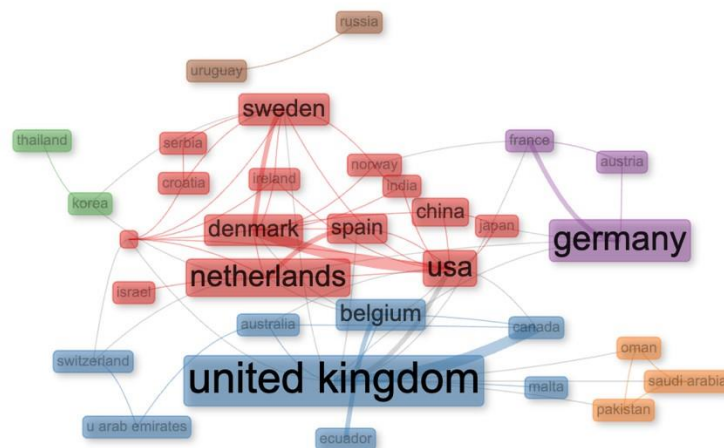 russia
uruguay
sweden
thailand
serbia
france
norway
austria
ireland
croatia
india
korea
china
denmark
spain
japan
germany
netherlands
usa
israel
belgium
australia
canada
oman
switzerland
united kingdom
saudi arabia
malta
pakistan
u arab emirates
ecuador